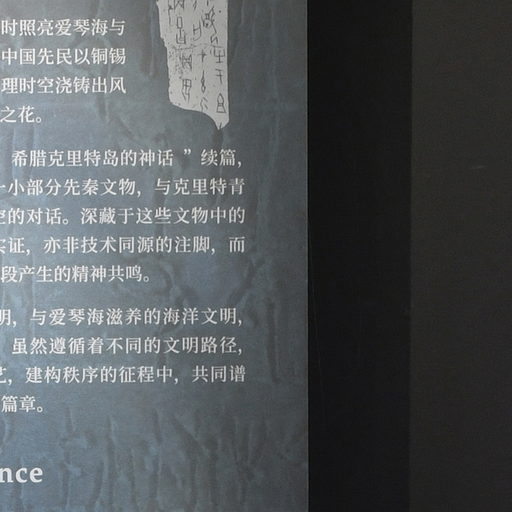 时照亮爱琴海与
中国先民以铜锡
理时空浇铸出风
之花。
希腊克里特岛的神话 ”续篇，
一小部分先秦文物，与克里特青
空的对话。深藏于这些文物中的
实证，亦非技术同源的注脚，而
段产生的精神共鸣。
明，与爱琴海滋养的海洋文明，
虽然遵循着不同的文明路径，
艺，建构秩序的征程中，共同谱
篇章。
nce